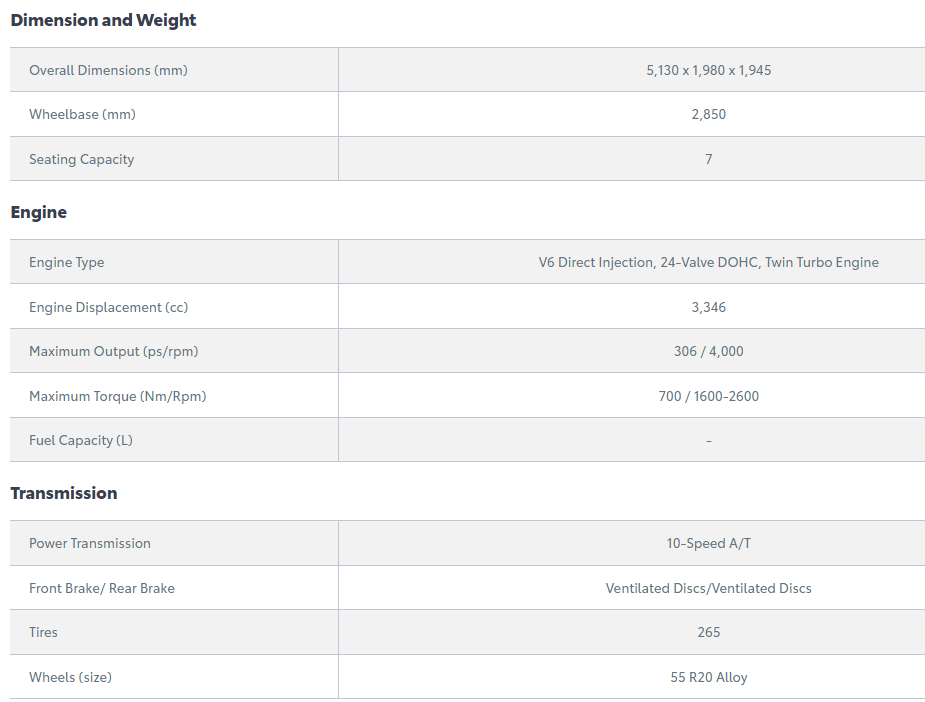 Dimension and Weight
Overall Dimensions (mm) 5,130 x 1,980 x 1,945
Wheelbase (mm) 2,850
Seating Capacity 7
Engine
Engine Type V6 Direct Injection, 24-Valve DOHC, Twin Turbo Engine
Engine Displacement (cc) 3,346
Maximum Output (ps/rpm) 306 / 4,000
Maximum Torque (Nm/Rpm) 700 / 1600-2600
Fuel Capacity (L) -
Transmission
Power Transmission 10-Speed A/T
Front Brake/ Rear Brake Ventilated Discs/Ventilated Discs
Tires 265
Wheels (size) 55 R20 Alloy